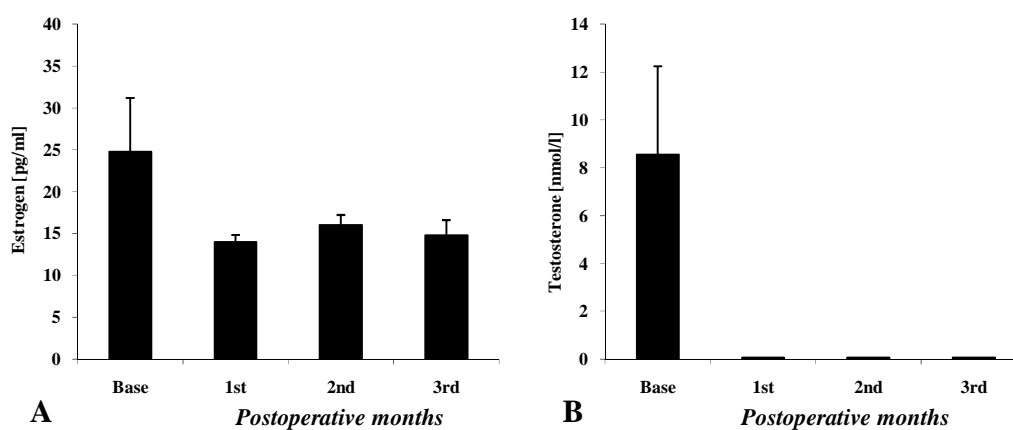 40
35
30
25
20
15
10
5
0
Estrogen [pg/ml]
Base 1st 2nd 3rd
A Postoperative months
14
12
10
8
6
4
2
0
Testosterone [nmol/l]
Base 1st 2nd 3rd
B Postoperative months